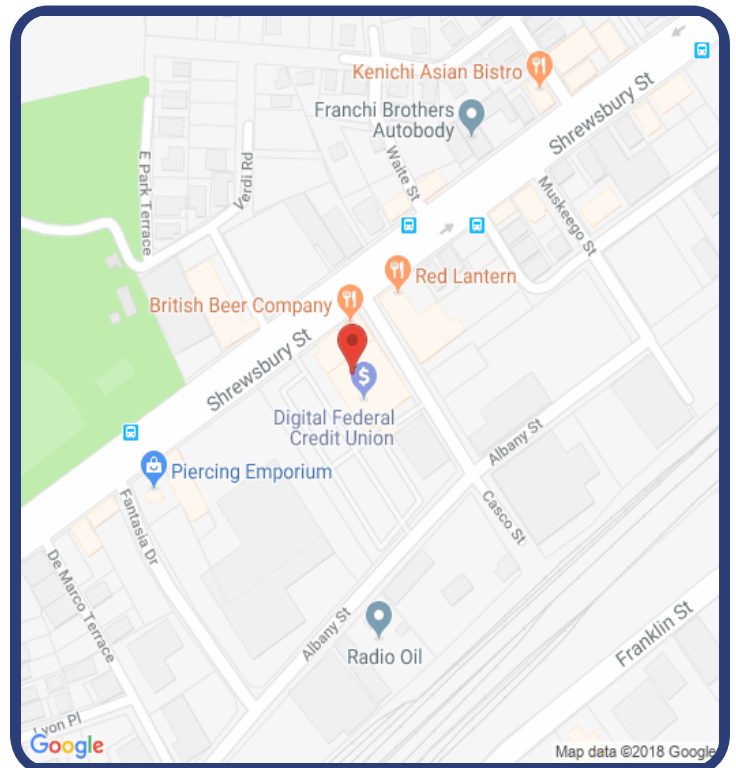 Kenichi Asian Bistro
Franchi Brothers
Autobody
Shrewsbury St
Waite St
E Park Terrace
Verdi Rd
Muskeego St
Red Lantern
British Beer Company
Shrewsbury St
$
Digital Federal
Credit Union
Albany St
Piercing Emporium
Fantasia Dr
Casco St
De Marco Terrace
Albany St
Franklin St
Radio Oil
Lyon Pl
Google
Map data ©2018 Google